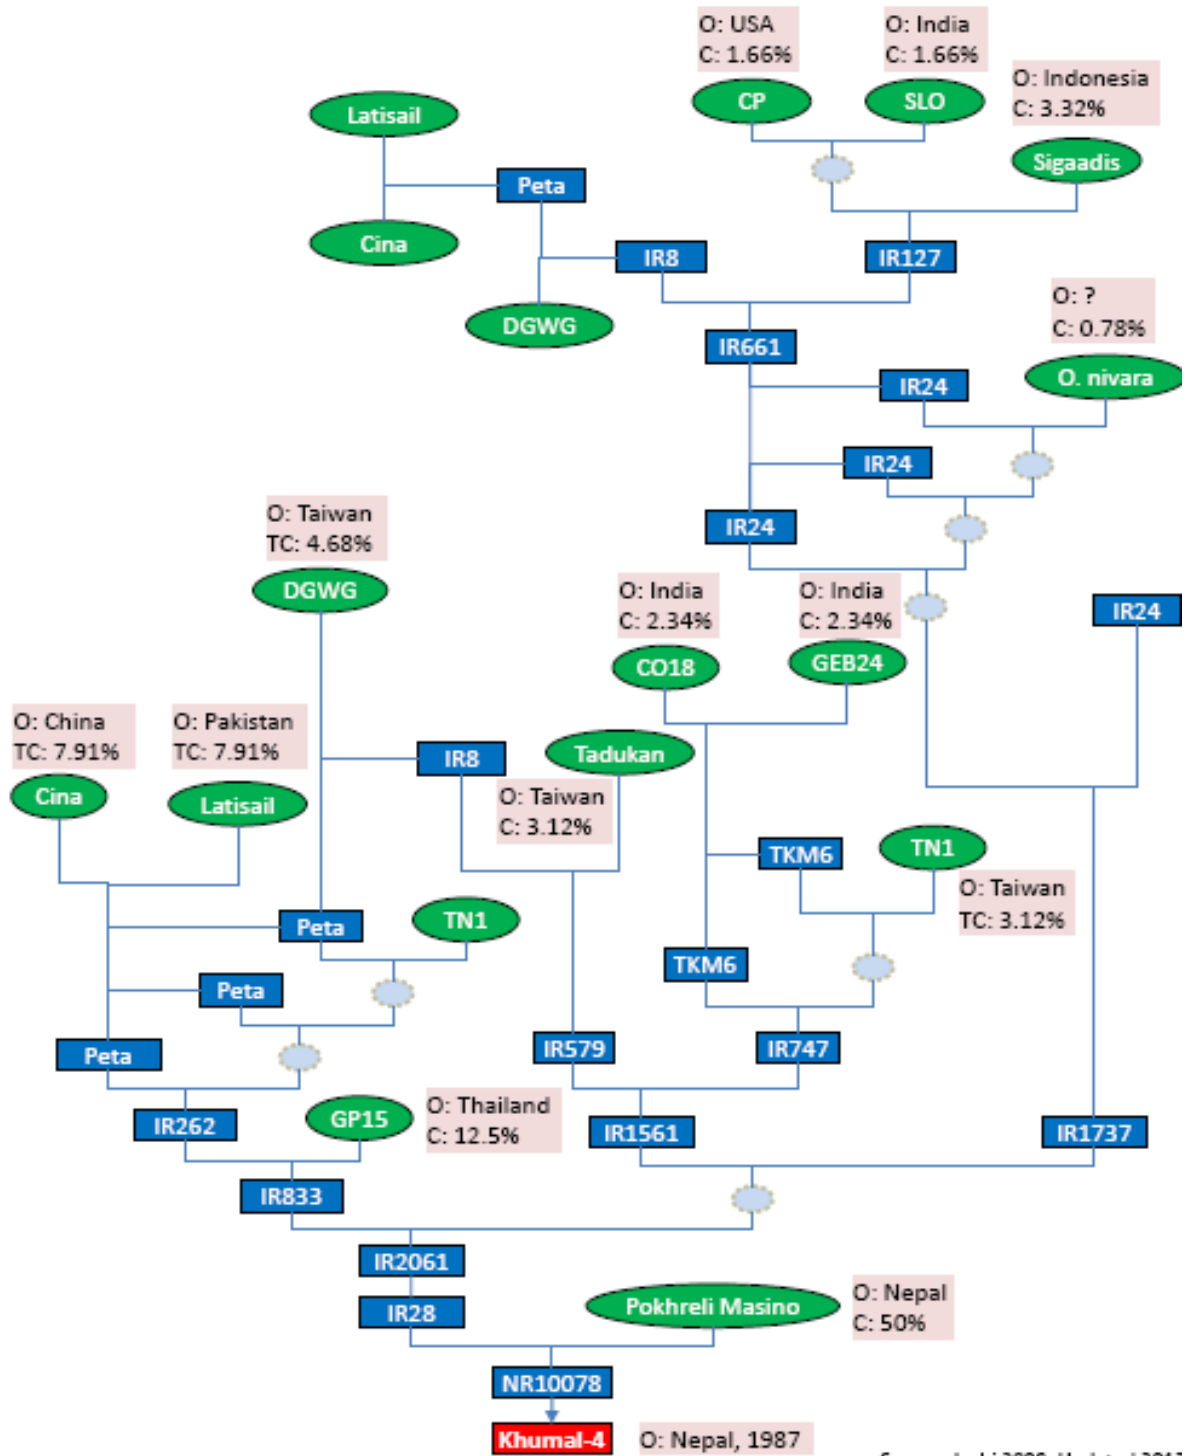 O: USA
C: 1.66%
O: India
C: 1.66%
O: Indonesia
C: 3.32%
CP
SLO
Latisail
Sigaadis
Peta
Cina
IR8
IR127
O: ?
C: 0.78%
DGWG
IR661
IR24
O. nivara
IR24
O: Taiwan
TC: 4.68%
IR24
DGWG
O: India
C: 2.34%
O: India
C: 2.34%
IR24
CO18
GEB24
O: China
TC: 7.91%
O: Pakistan
TC: 7.91%
IR8
Tadukan
Cina
Latisail
O: Taiwan
C: 3.12%
TKM6
TN1
O: Taiwan
TC: 3.12%
Peta
TN1
TKM6
Peta
Peta
IR579
IR747
IR262
GP15
O: Thailand
C: 12.5%
IR1561
IR1737
IR833
IR2061
IR28
Pokhreli Masino
O: Nepal
C: 50%
NR10078
Khumal-4
O: Nepal, 1987